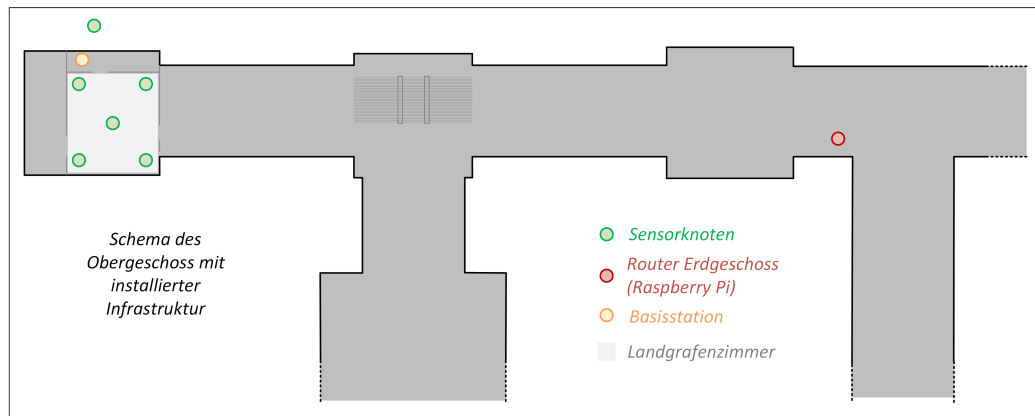 Schema des
Obergeschoss mit
installierter
Infrastruktur
Sensorknoten
Router Erdgeschoss
(Raspberry Pi)
Basisstation
Landgrafenzimmer